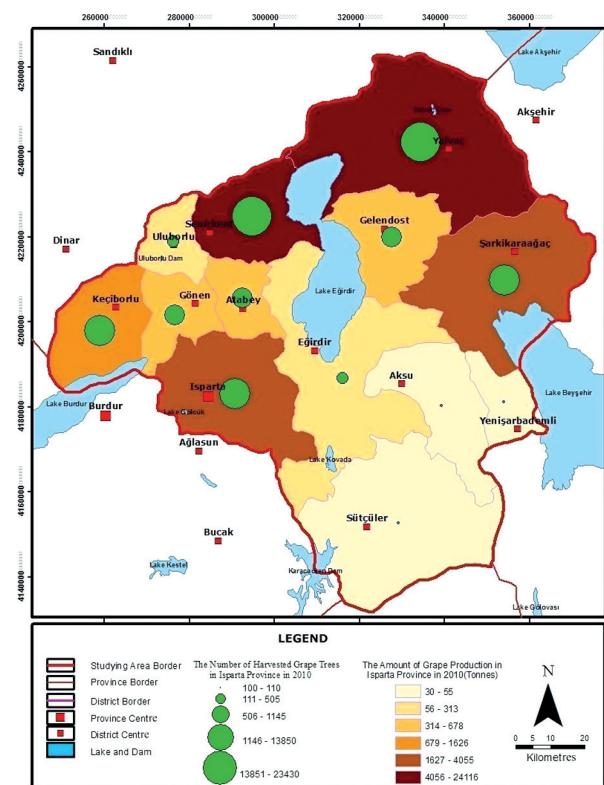 260000 280000 300000 320000 340000 360000
4260000
4240000
4220000
4200000
4180000
4160000
4140000
Sandıklı
Lake Akşehir
Akşehir
Yalvaç
Dinar
Uluborlu
Senirkent
Uluborlu Dam
Gelendost
Şarkikaraağaç
Keçiborlu
Gönen
Atabey
Lake Eğirdir
Eğirdir
Isparta
Aksu
Lake Burdur
Burdur
Lake Gölcük
Lake Beyşehir
Yenişarbademli
Ağlasun
Lake Kovada
Sütçüler
Bucak
Lake Kestel
Karacaören Dam
Lake Gölovası
LEGEND
Studying Area Border
Province Border
District Border
Province Centre
District Centre
Lake and Dam
The Number of Harvested Grape Trees
in Isparta Province in 2010
100 - 110
111 - 505
506 - 1145
1146 - 13850
13851 - 23430
The Amount of Grape Production in
Isparta Province in 2010(Tonnes)
30 - 55
56 - 313
314 - 678
679 - 1626
1627 - 4055
4056 - 24116
N
0 5 10 20
Kilometres